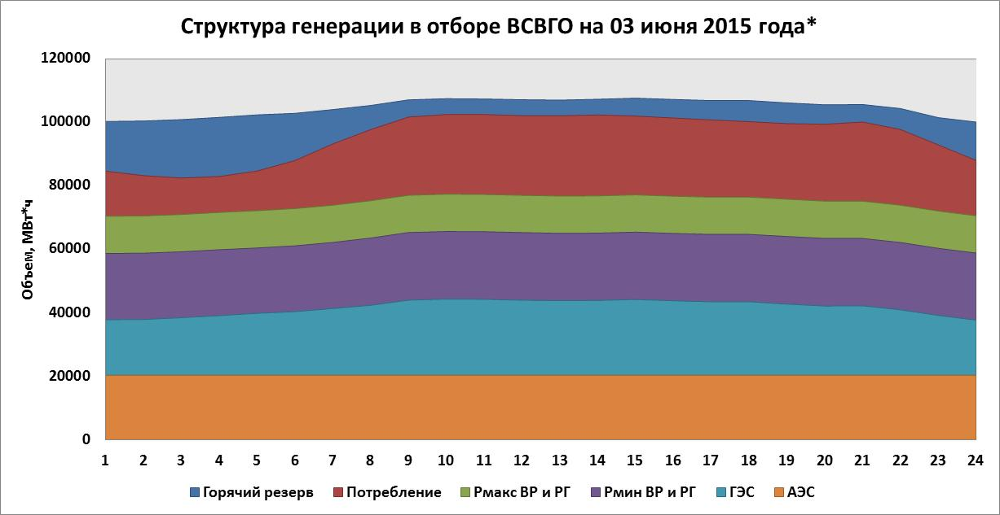 Структура генерации в отборе ВСВГО на 03 июня 2015 года*
120000
100000
80000
60000
40000
20000
0
Объем, МВт*ч
1 2 3 4 5 6 7 8 9 10 11 12 13 14 15 16 17 18 19 20 21 22 23 24
Горячий резерв Потребление Рмакс ВР и РГ Рмин ВР и РГ ГЭС АЭС